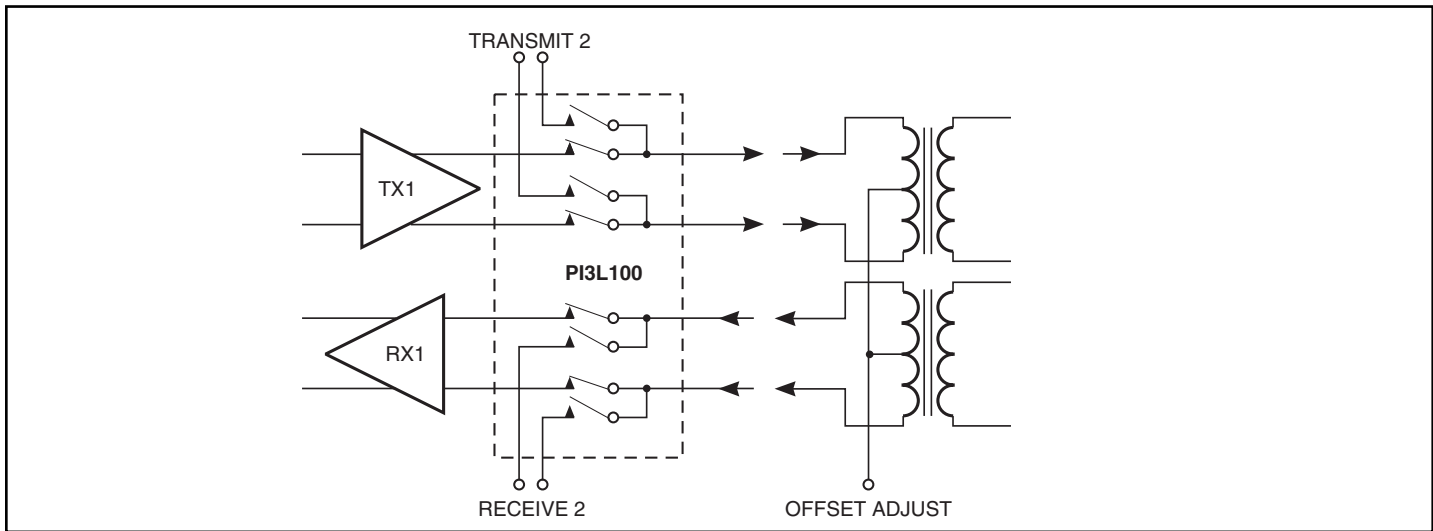 TRANSMIT 2
TX1
PI3L100
RX1
RECEIVE 2
OFFSET ADJUST